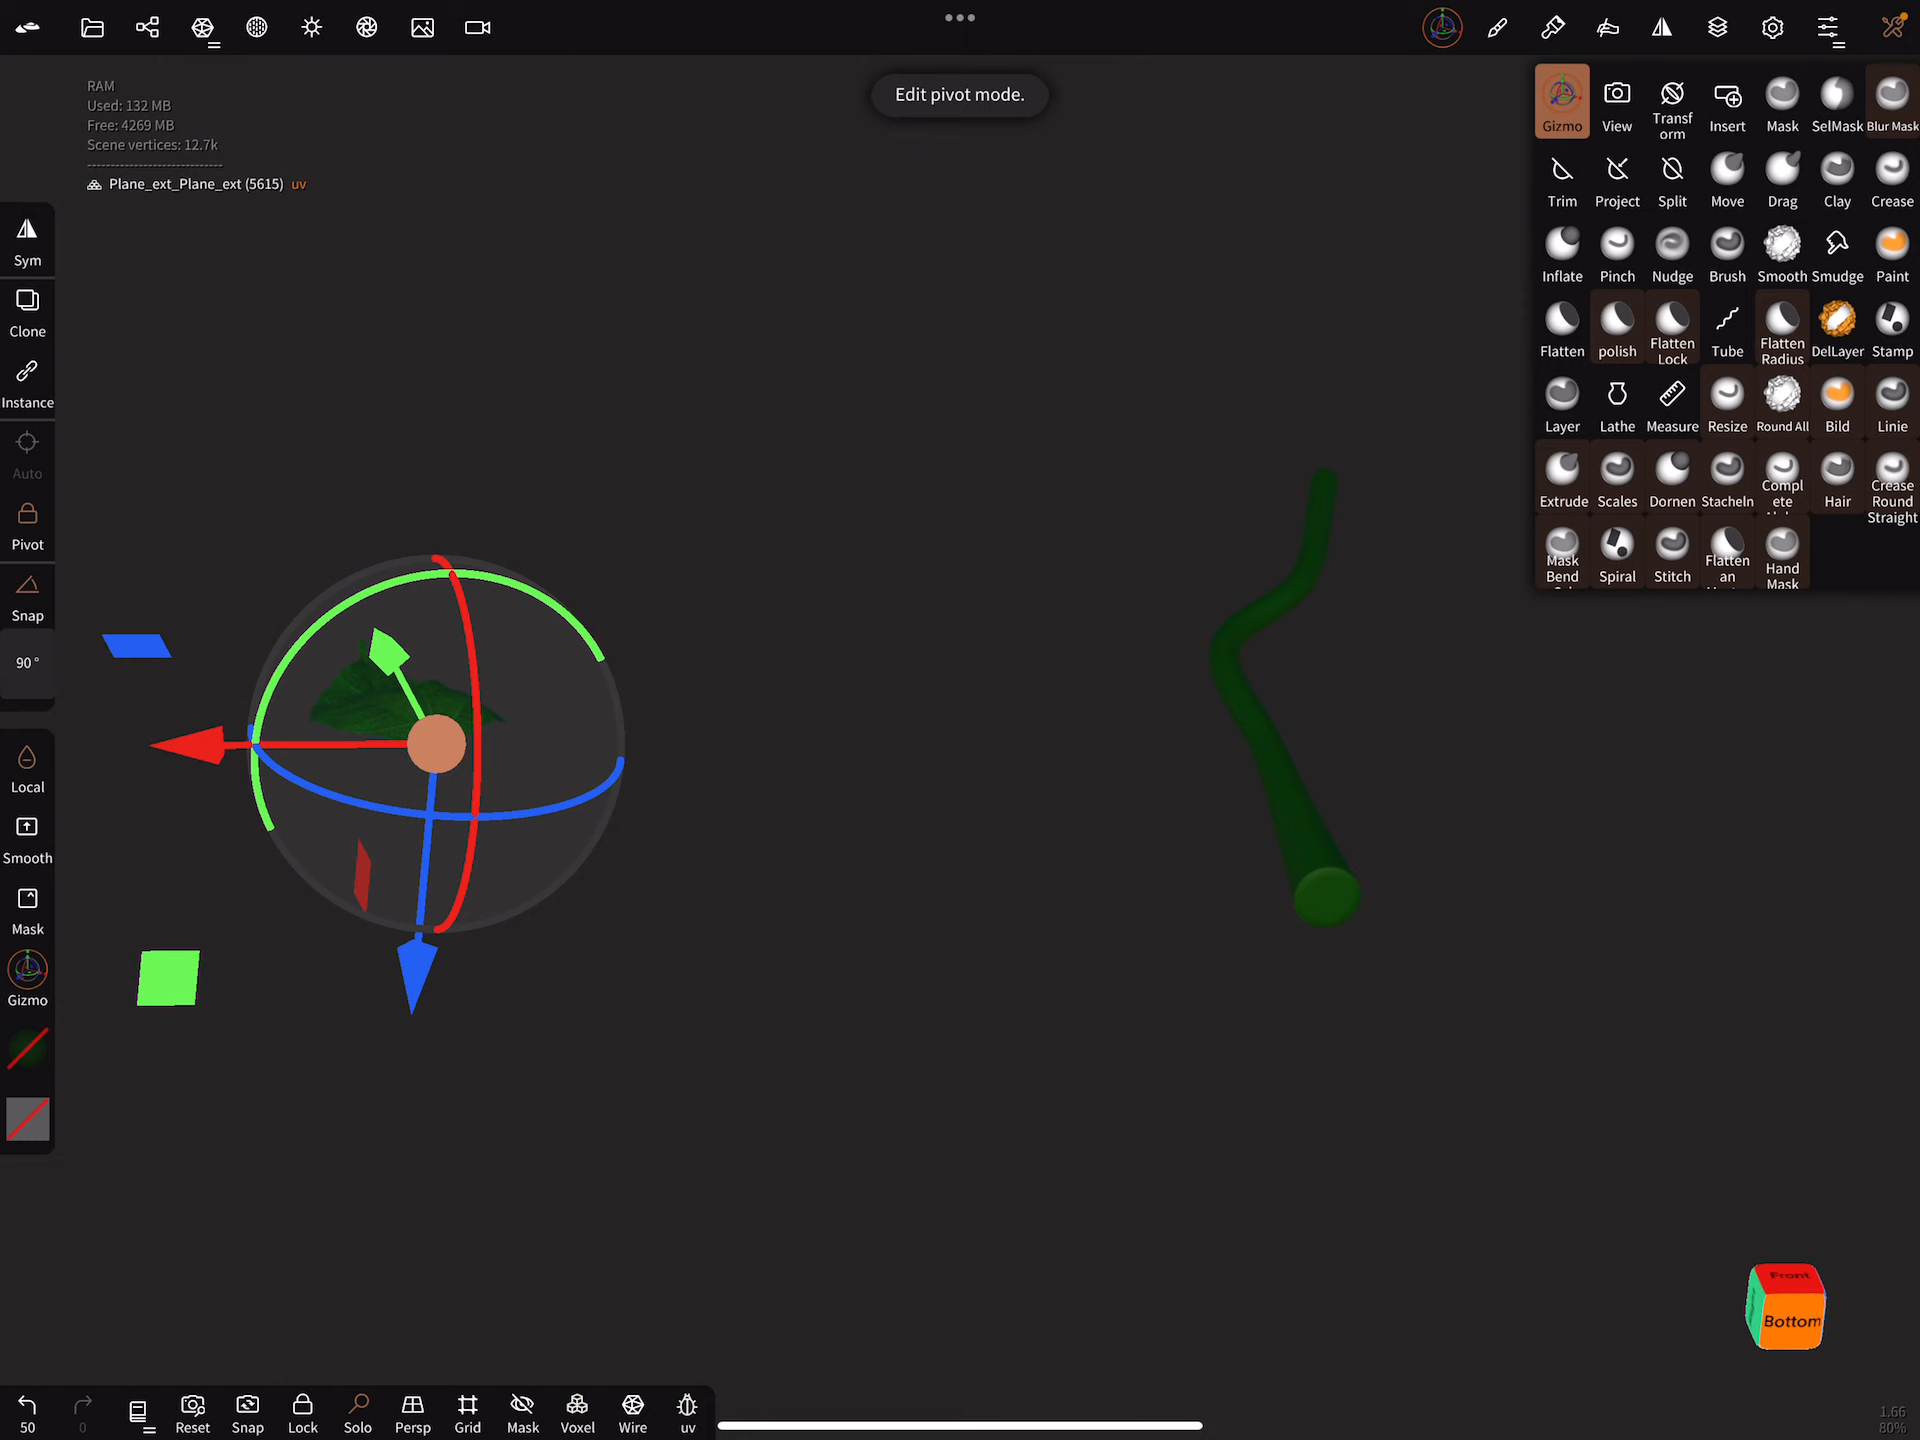 Edit pivot mode.
RAM
Used: 132 MB
Free: 4269 MB
Scene vertices: 12.7k
-----------------------------
Plane_ext_Plane_ext (5615) uv
Sym
Clone
Instance
Auto
Pivot
Snap
90 °
Local
Smooth
Mask
Gizmo
Gizmo View Transf orm Insert Mask SelMask Blur Mask
Trim Project Split Move Drag Clay Crease
Inflate Pinch Nudge Brush Smooth Smudge Paint
Flatten polish Flatten Lock Tube Flatten Radius DelLayer Stamp
Layer Lathe Measure Resize Round All Bild Linie
Extrude Scales Dornen Stacheln Compl ete Hair Crease Round Straight
Mask Bend Spiral Stitch Flatten an Hand Mask
Front
Bottom
50 0 Reset Snap Lock Solo Persp Grid Mask Voxel Wire uv
1.66
80%